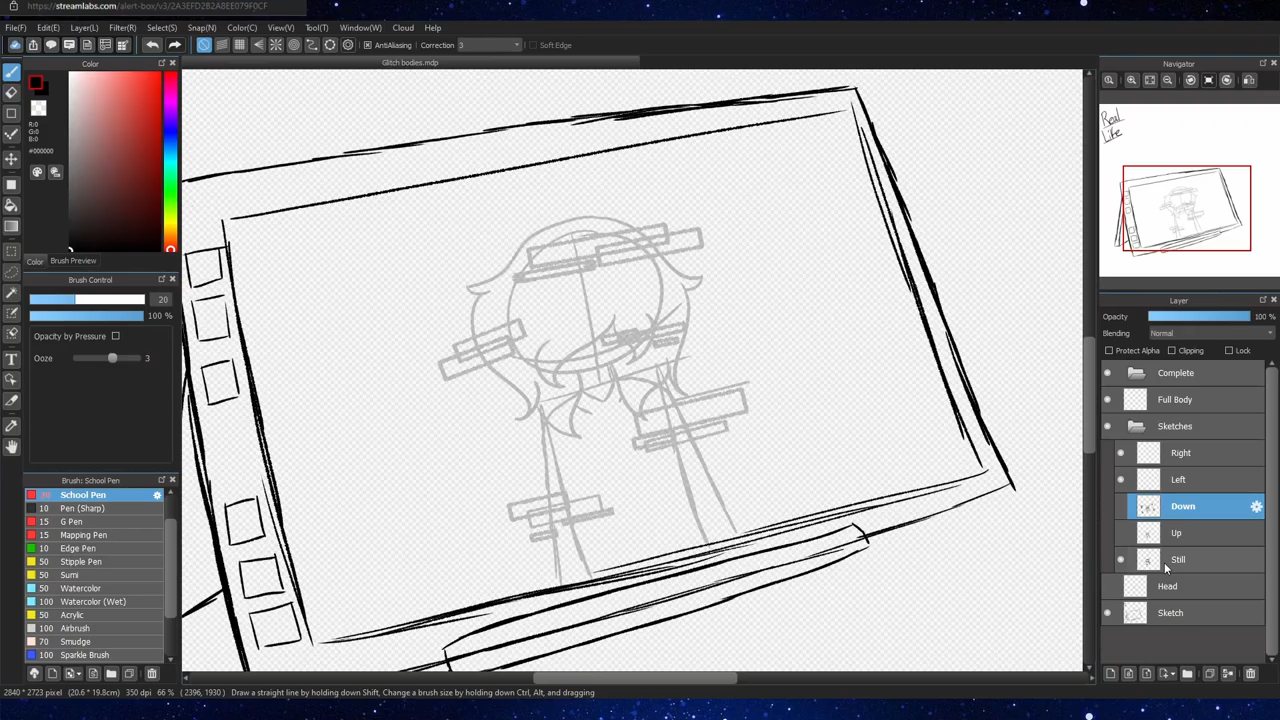 https://streamlabs.com/alert-box/v3/2A3EFD2B2ABEE079F0CF
File(F) Edit(E) Layer(L) Filter(R) Select(S) Snap(N) Color(C) View(V) Tool(T) Window(W) Cloud Help
AntiAliasing Correction 3 Soft Edge
Color
Glitch bodies.mdp
Navigator
R:0
G:0
B:0
#000000
Real
Life
Color Brush Preview
Brush Control
20
100 %
Opacity by Pressure
Ooze 3
Layer
Opacity 100 %
Blending Normal
Protect Alpha Clipping Lock
Complete
Full Body
Sketches
Right
Left
Down
Up
Still
Head
Sketch
Brush: School Pen
School Pen
10 Pen (Sharp)
15 G Pen
15 Mapping Pen
10 Edge Pen
50 Stipple Pen
50 Sumi
50 Watercolor
100 Watercolor (Wet)
50 Acrylic
100 Airbrush
70 Smudge
100 Sparkle Brush
2840 * 2723 pixel (20.6 * 19.8cm) 350 dpi 66 % ( 2396, 1930 ) Draw a straight line by holding down Shift, Change a brush size by holding down Ctrl, Alt, and dragging